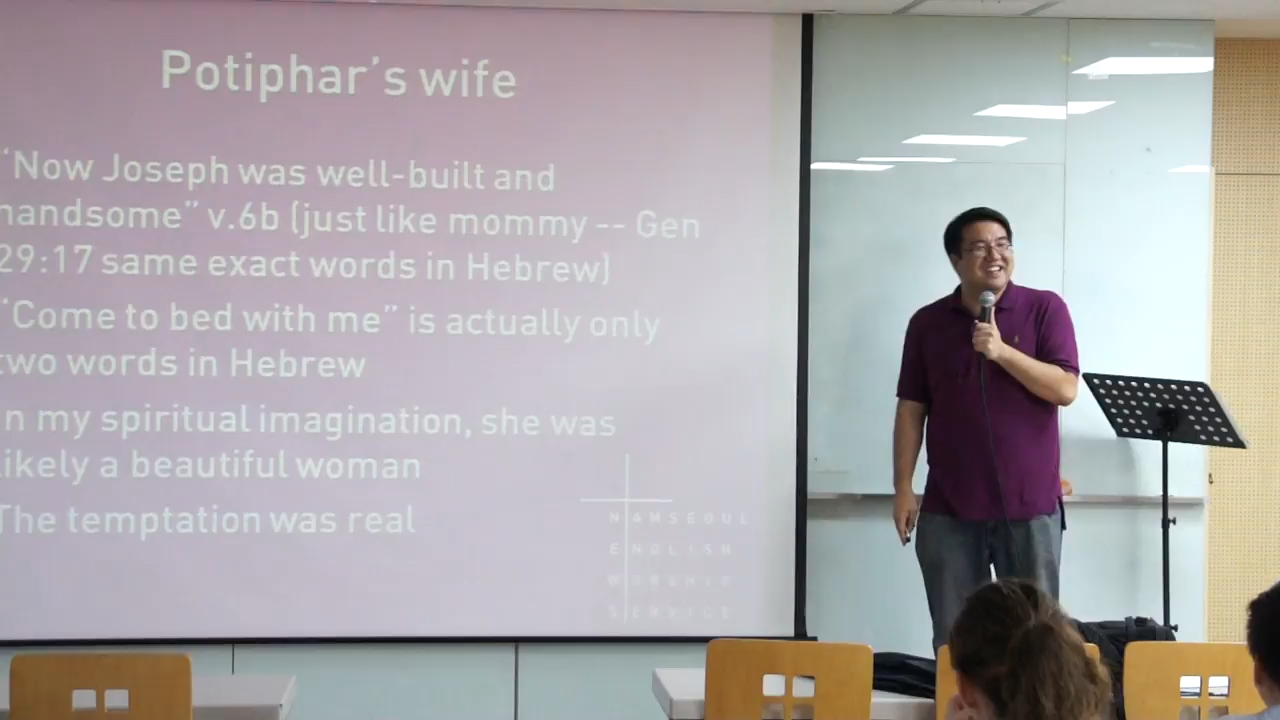 Potiphar's wife
"Now Joseph was well-built and
handsome" v.6b (just like mommy -- Gen
29:17 same exact words in Hebrew)
"Come to bed with me" is actually only
two words in Hebrew
In my spiritual imagination, she was
likely a beautiful woman
The temptation was real
NAMSEOUL
ENGLISH
WORSHIP
SERVICE